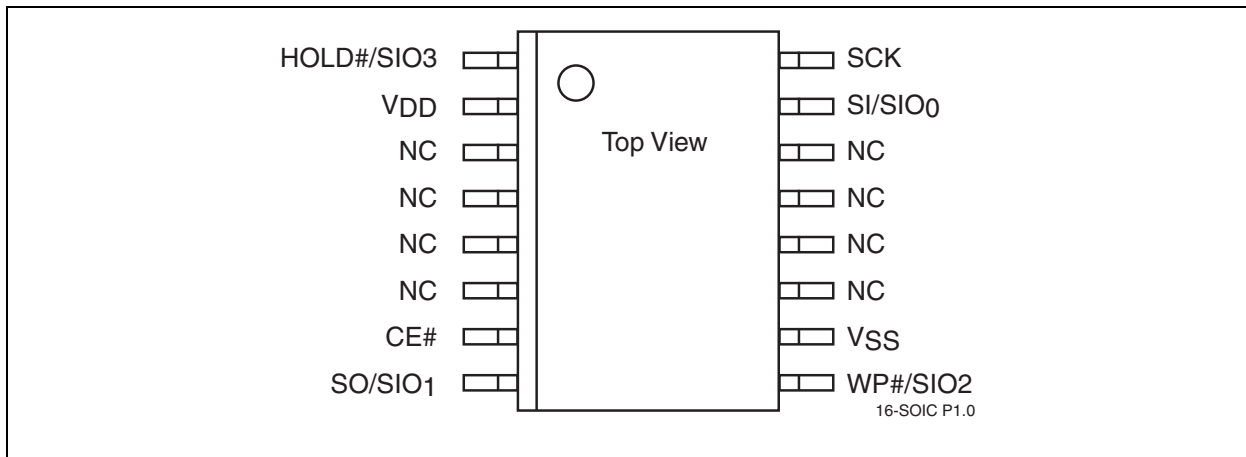 HOLD#/SIO3 SCK
VDD SI/SIO0
Top View
NC NC
NC NC
NC NC
NC NC
CE# VSS
SO/SIO1 WP#/SIO2
16-SOIC P1.0